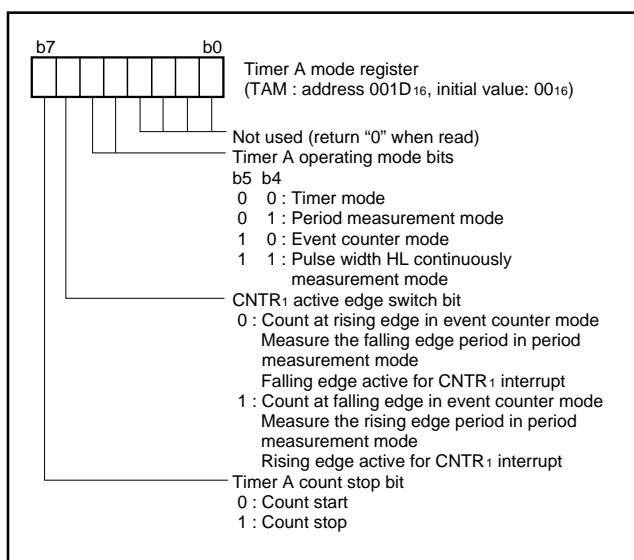 b7 b0
Timer A mode register
(TAM : address 001D16, initial value: 0016)
Not used (return “0” when read)
Timer A operating mode bits
b5 b4
0 0 : Timer mode
0 1 : Period measurement mode
1 0 : Event counter mode
1 1 : Pulse width HL continuously
measurement mode
CNTR1 active edge switch bit
0 : Count at rising edge in event counter mode
Measure the falling edge period in period
measurement mode
Falling edge active for CNTR1 interrupt
1 : Count at falling edge in event counter mode
Measure the rising edge period in period
measurement mode
Rising edge active for CNTR1 interrupt
Timer A count stop bit
0 : Count start
1 : Count stop